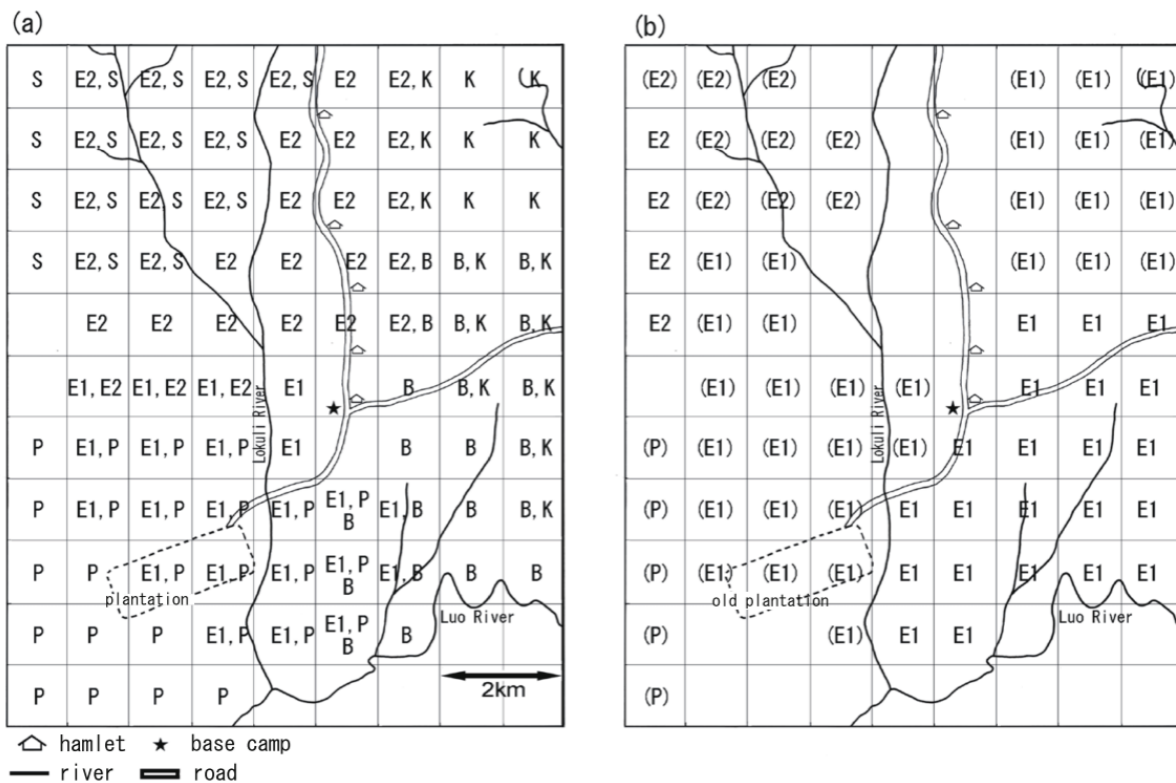 (a)
S E2, S E2, S E2, S E2, S E2 E2, K K K
S E2, S E2, S E2, S E2 E2 E2, K K K
S E2, S E2, S E2, S E2 E2 E2, K K K
S E2, S E2, S E2 E2 E2 E2, B B, K B, K
E2 E2 E2 E2 E2 E2, B B, K B, K
E1, E2 E1, E2 E1, E2 E1 B B, K B, K
Lokuli River
P E1, P E1, P E1, P E1 B B B, K
P E1, P E1, P E1, P E1, P E1, P B E1, B B B, K
P P E1, P E1, P E1, P E1, P B E1, B B B
plantation
Luo River
P P P E1, P E1, P E1, P B B
P P P P
2km
(b)
(E2) (E2) (E2) (E1) (E1) (E1)
E2 (E2) (E2) (E2) (E1) (E1) (E1)
E2 (E2) (E2) (E2) (E1) (E1) (E1)
E2 (E1) (E1) (E1) (E1) (E1)
E2 (E1) (E1) E1 E1 E1
(E1) (E1) (E1) (E1) E1 E1 E1
Lokuli River
(P) (E1) (E1) (E1) (E1) E1 E1 E1 E1
(P) (E1) (E1) (E1) E1 E1 E1 E1 E1
(P) (E1) (E1) (E1) E1 E1 E1 E1 E1
old plantation
Luo River
(P) (E1) E1 E1
(P)
hamlet base camp
river road